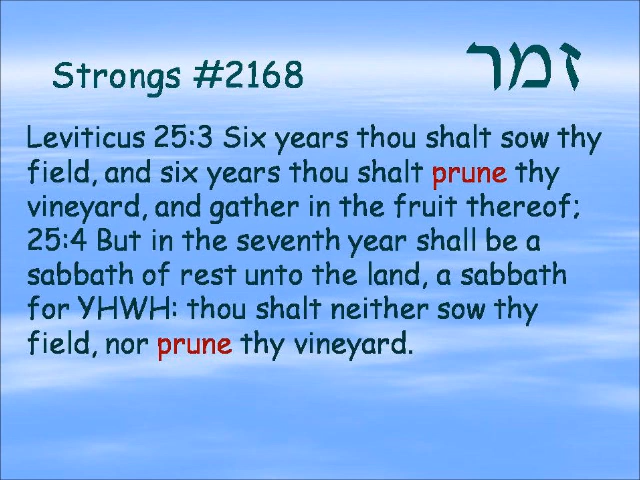 Strongs #2168 זמר
Leviticus 25:3 Six years thou shalt sow thy
field, and six years thou shalt prune thy
vineyard, and gather in the fruit thereof;
25:4 But in the seventh year shall be a
sabbath of rest unto the land, a sabbath
for YHWH: thou shalt neither sow thy
field, nor prune thy vineyard.